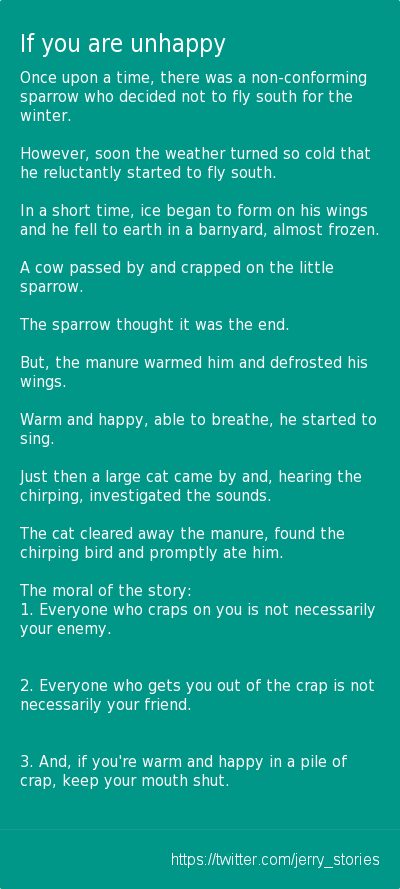 If you are unhappy
Once upon a time, there was a non-conforming
sparrow who decided not to fly south for the
winter.
However, soon the weather turned so cold that
he reluctantly started to fly south.
In a short time, ice began to form on his wings
and he fell to earth in a barnyard, almost frozen.
A cow passed by and crapped on the little
sparrow.
The sparrow thought it was the end.
But, the manure warmed him and defrosted his
wings.
Warm and happy, able to breathe, he started to
sing.
Just then a large cat came by and, hearing the
chirping, investigated the sounds.
The cat cleared away the manure, found the
chirping bird and promptly ate him.
The moral of the story:
1. Everyone who craps on you is not necessarily
your enemy.
2. Everyone who gets you out of the crap is not
necessarily your friend.
3. And, if you're warm and happy in a pile of
crap, keep your mouth shut.
https://twitter.com/jerry_stories